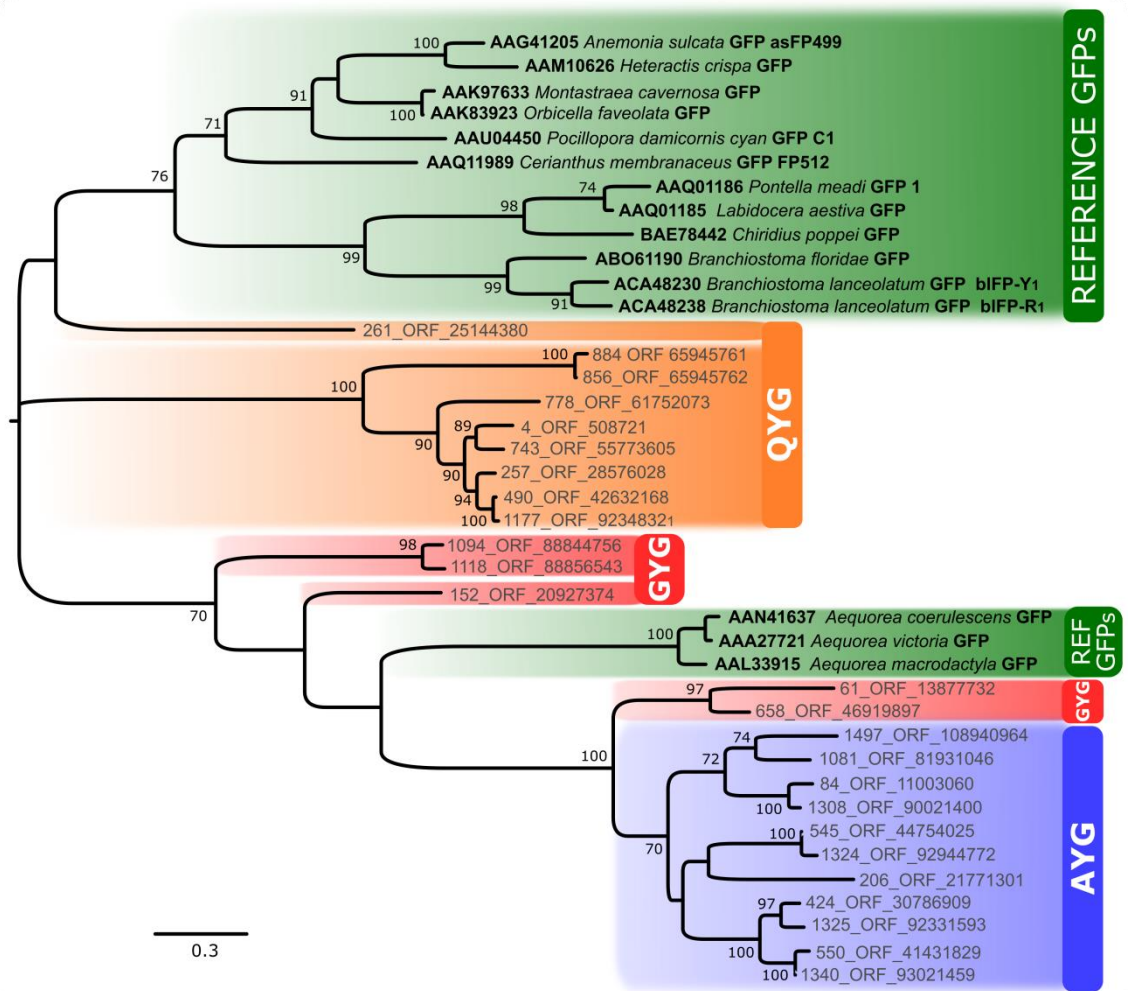 100 AAG41205 Anemonia sulcata GFP asFP499
AAM10626 Heteractis crispa GFP
91 AAK97633 Montastraea cavernosa GFP
100 AAK83923 Orbicella faveolata GFP
71 AAU04450 Pocillopora damicornis cyan GFP C1
AAQ11989 Cerianthus membranaceus GFP FP512
76 74 AAQ01186 Pontella meadi GFP 1
98 AAQ01185 Labidocera aestiva GFP
BAE78442 Chiridius poppei GFP
99 ABO61190 Branchiostoma floridae GFP
99 ACA48230 Branchiostoma lanceolatum GFP blFP-Y1
91 ACA48238 Branchiostoma lanceolatum GFP blFP-R1
REFERENCE GFPs
261_ORF_25144380
100 884 ORF 65945761
856_ORF_65945762
100 778_ORF_61752073
89 4_ORF_508721
90 743_ORF_55773605
90 257_ORF_28576028
94 490_ORF_42632168
100 1177_ORF_92348321
QYG
98 1094_ORF_88844756
1118_ORF_88856543
GYG
70 152_ORF_20927374
AAN41637 Aequorea coerulescens GFP
100 AAA27721 Aequorea victoria GFP
AAL33915 Aequorea macrodactyla GFP
REF
GFPs
97 61_ORF_13877732
658_ORF_46919897
GYG
100 74 1497_ORF_108940964
72 1081_ORF_81931046
84_ORF_11003060
100 1308_ORF_90021400
100 545_ORF_44754025
70 1324_ORF_92944772
206_ORF_21771301
97 424_ORF_30786909
1325_ORF_92331593
100 550_ORF_41431829
100 1340_ORF_93021459
AYG
0.3